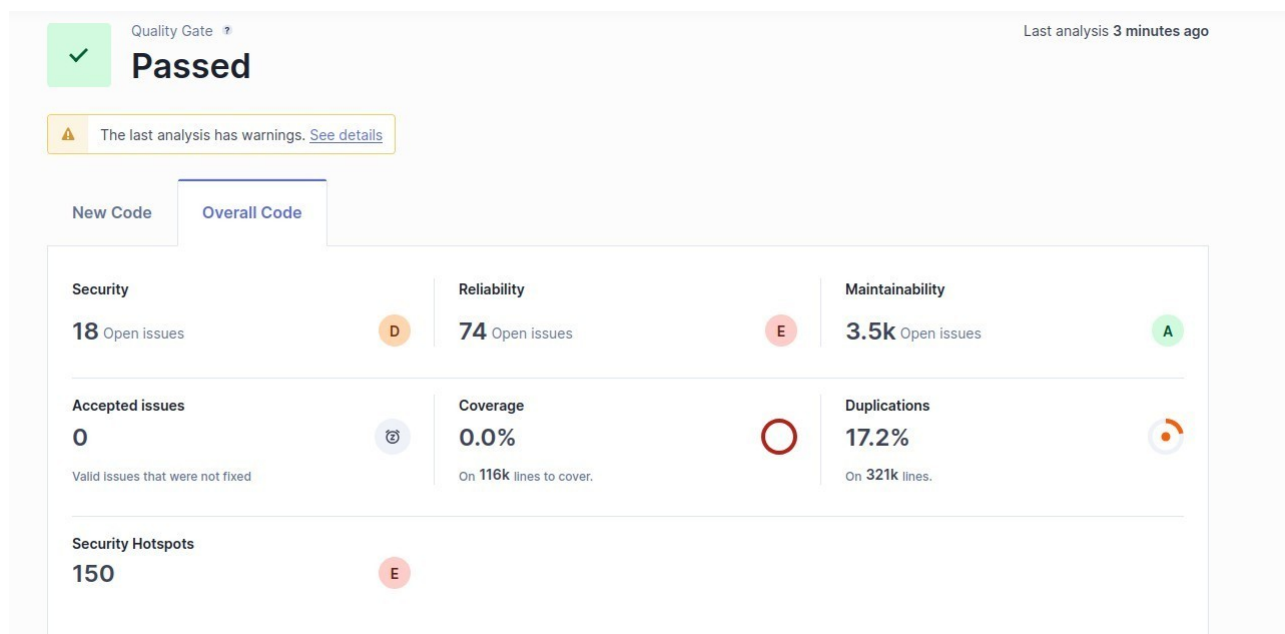 Quality Gate ?
Last analysis 3 minutes ago
Passed
The last analysis has warnings. See details
New Code
Overall Code
Security
18 Open issues
D
Reliability
74 Open issues
E
Maintainability
3.5k Open issues
A
Accepted issues
0
Valid issues that were not fixed
Coverage
0.0%
On 116k lines to cover.
Duplications
17.2%
On 321k lines.
Security Hotspots
150
E